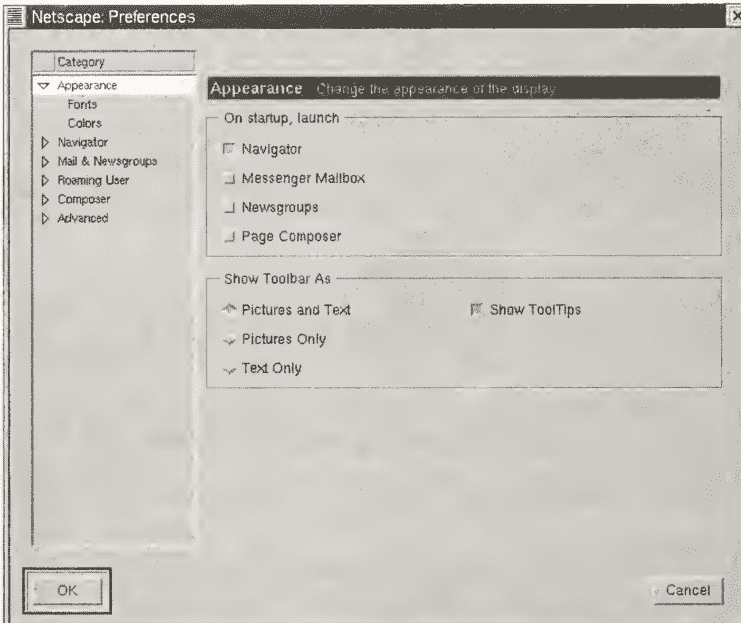 Netscape: Preferences
Category
Appearance
Fonts
Colors
Navigator
Mail & Newsgroups
Roaming User
Composer
Advanced
Appearance Change the appearance of the display
On startup, launch
Navigator
Messenger Mailbox
Newsgroups
Page Composer
Show Toolbar As
Pictures and Text
Show ToolTips
Pictures Only
Text Only
OK
Cancel